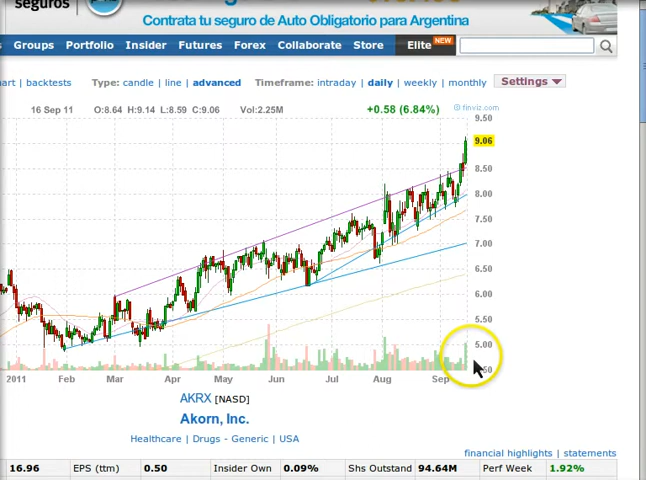 seguros
Contrata tu seguro de Auto Obligatorio para Argentina
Groups Portfolio Insider Futures Forex Collaborate Store Elite NEW
art | backtests Type: candle | line | advanced Timeframe: intraday | daily | weekly | monthly Settings
16 Sep 11 O:8.64 H:9.14 L:8.59 C:9.06 Vol:2.25M +0.58 (6.84%) © finviz.com
9.50
9.06
8.50
8.00
7.50
7.00
6.50
6.00
5.50
5.00
2011 Feb Mar Apr May Jun Jul Aug Sep
AKRX [NASD]
Akorn, Inc.
Healthcare | Drugs - Generic | USA
financial highlights | statements
16.96 EPS (ttm) 0.50 Insider Own 0.09% Shs Outstand 94.64M Perf Week 1.92%